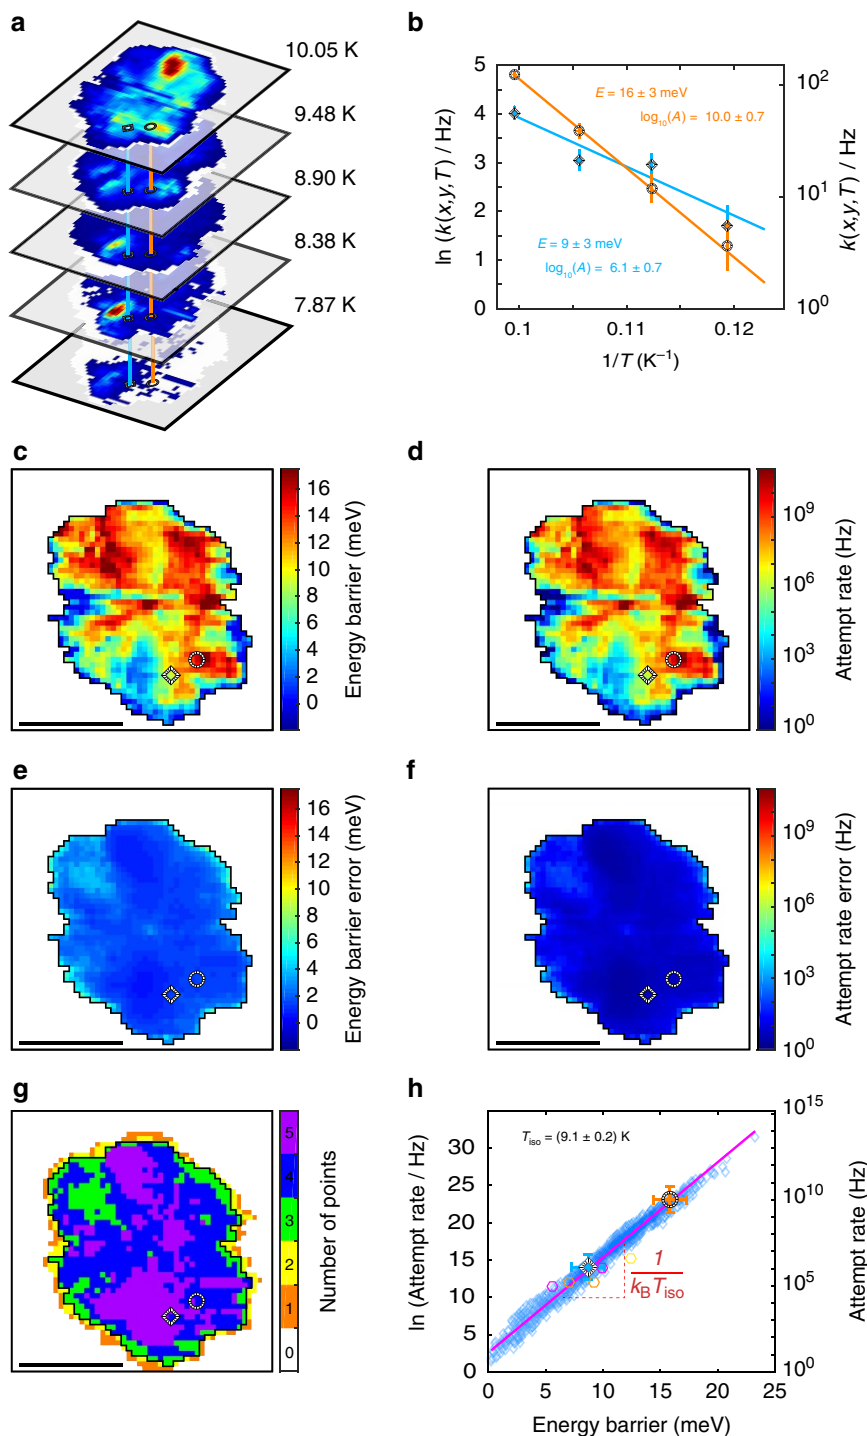 a
10.05 K
9.48 K
8.90 K
8.38 K
7.87 K
b
ln (k(x,y,T) / Hz)
5
4
3
2
1
0
E = 16 ± 3 meV
log10(A) = 10.0 ± 0.7
E = 9 ± 3 meV
log10(A) = 6.1 ± 0.7
10²
10¹
10⁰
k(x,y,T) / Hz
0.1
0.11
0.12
1/T (K⁻¹)
c
16
14
12
10
8
6
4
2
0
Energy barrier (meV)
d
10⁹
10⁶
10³
10⁰
Attempt rate (Hz)
e
16
14
12
10
8
6
4
2
0
Energy barrier error (meV)
f
10⁹
10⁶
10³
10⁰
Attempt rate error (Hz)
g
5
4
3
2
1
0
Number of points
h
ln (Attempt rate / Hz)
30
25
20
15
10
5
0
Tiso = (9.1 ± 0.2) K
1
kB Tiso
10¹⁵
10¹⁰
10⁵
10⁰
Attempt rate (Hz)
0
5
10
15
20
25
Energy barrier (meV)